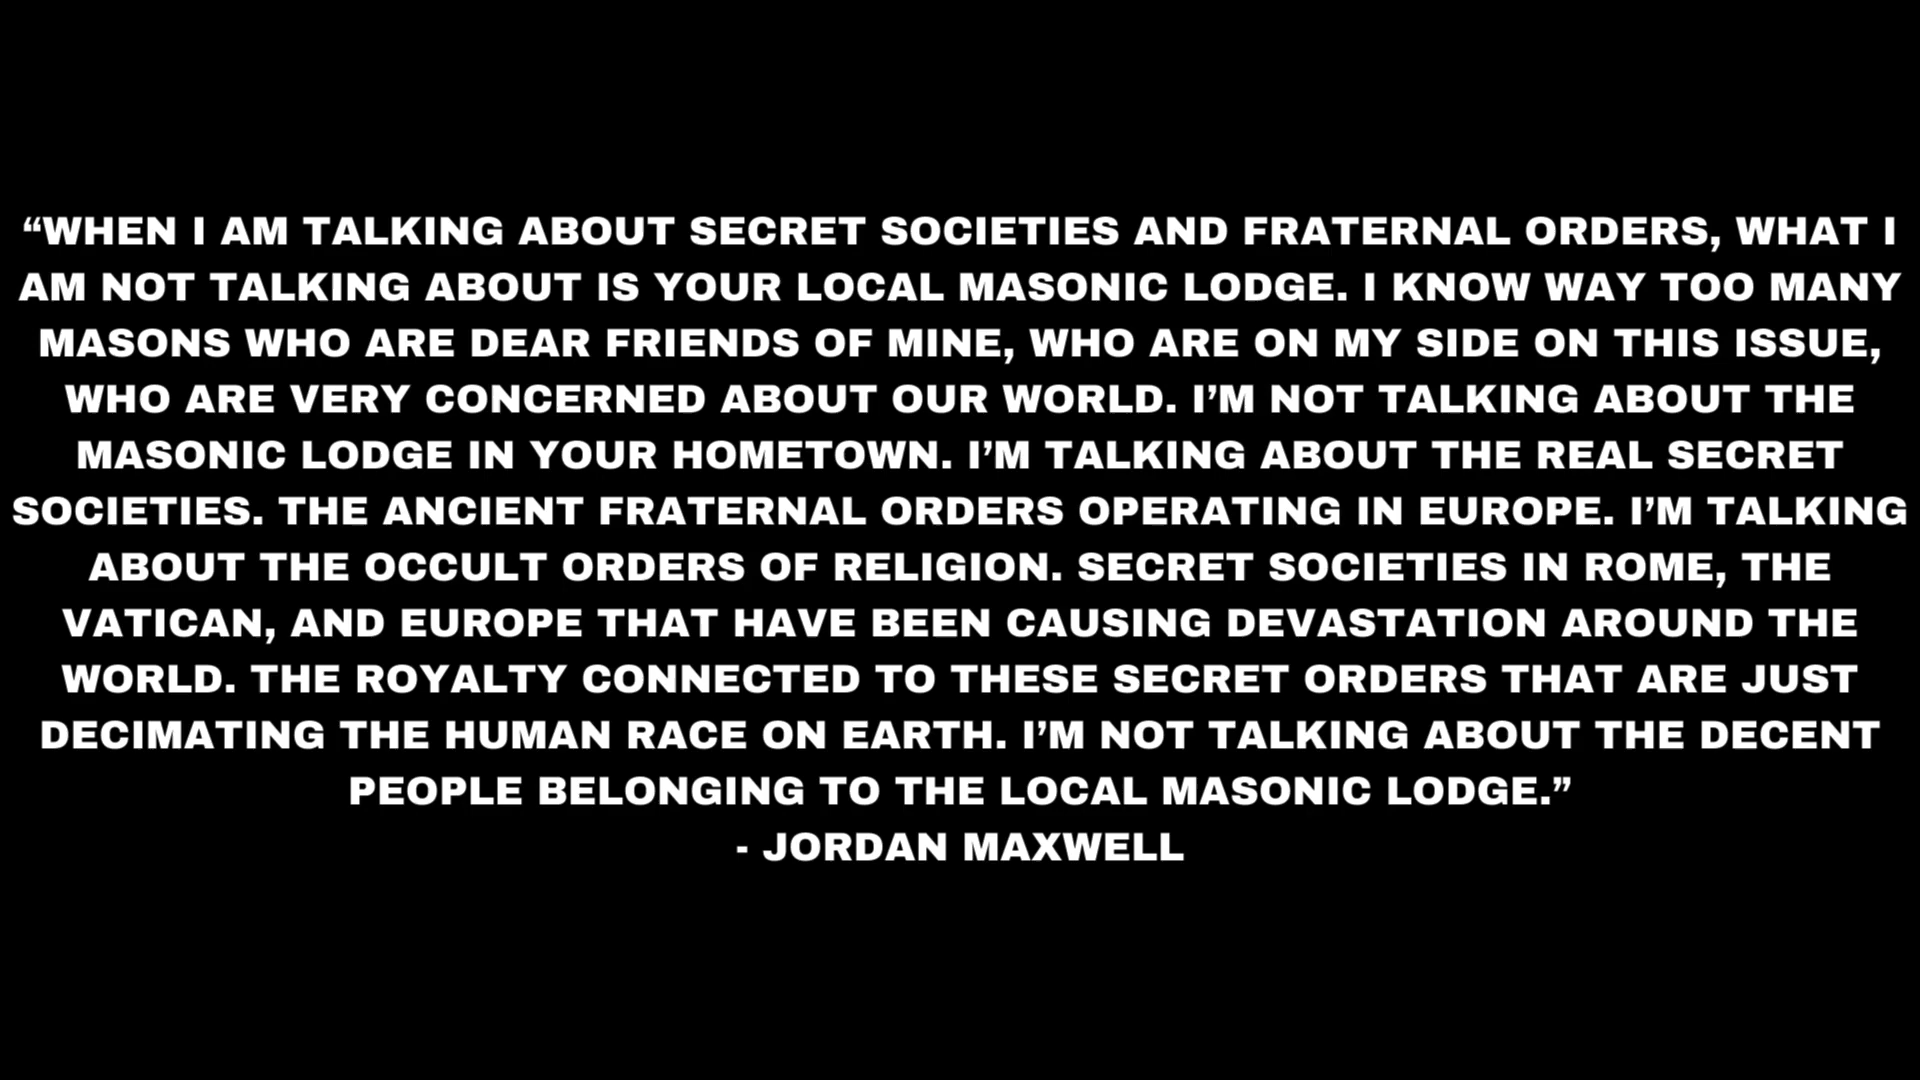 “WHEN I AM TALKING ABOUT SECRET SOCIETIES AND FRATERNAL ORDERS, WHAT I
AM NOT TALKING ABOUT IS YOUR LOCAL MASONIC LODGE. I KNOW WAY TOO MANY
MASONS WHO ARE DEAR FRIENDS OF MINE, WHO ARE ON MY SIDE ON THIS ISSUE,
WHO ARE VERY CONCERNED ABOUT OUR WORLD. I’M NOT TALKING ABOUT THE
MASONIC LODGE IN YOUR HOMETOWN. I’M TALKING ABOUT THE REAL SECRET
SOCIETIES. THE ANCIENT FRATERNAL ORDERS OPERATING IN EUROPE. I’M TALKING
ABOUT THE OCCULT ORDERS OF RELIGION. SECRET SOCIETIES IN ROME, THE
VATICAN, AND EUROPE THAT HAVE BEEN CAUSING DEVASTATION AROUND THE
WORLD. THE ROYALTY CONNECTED TO THESE SECRET ORDERS THAT ARE JUST
DECIMATING THE HUMAN RACE ON EARTH. I’M NOT TALKING ABOUT THE DECENT
PEOPLE BELONGING TO THE LOCAL MASONIC LODGE.”
- JORDAN MAXWELL